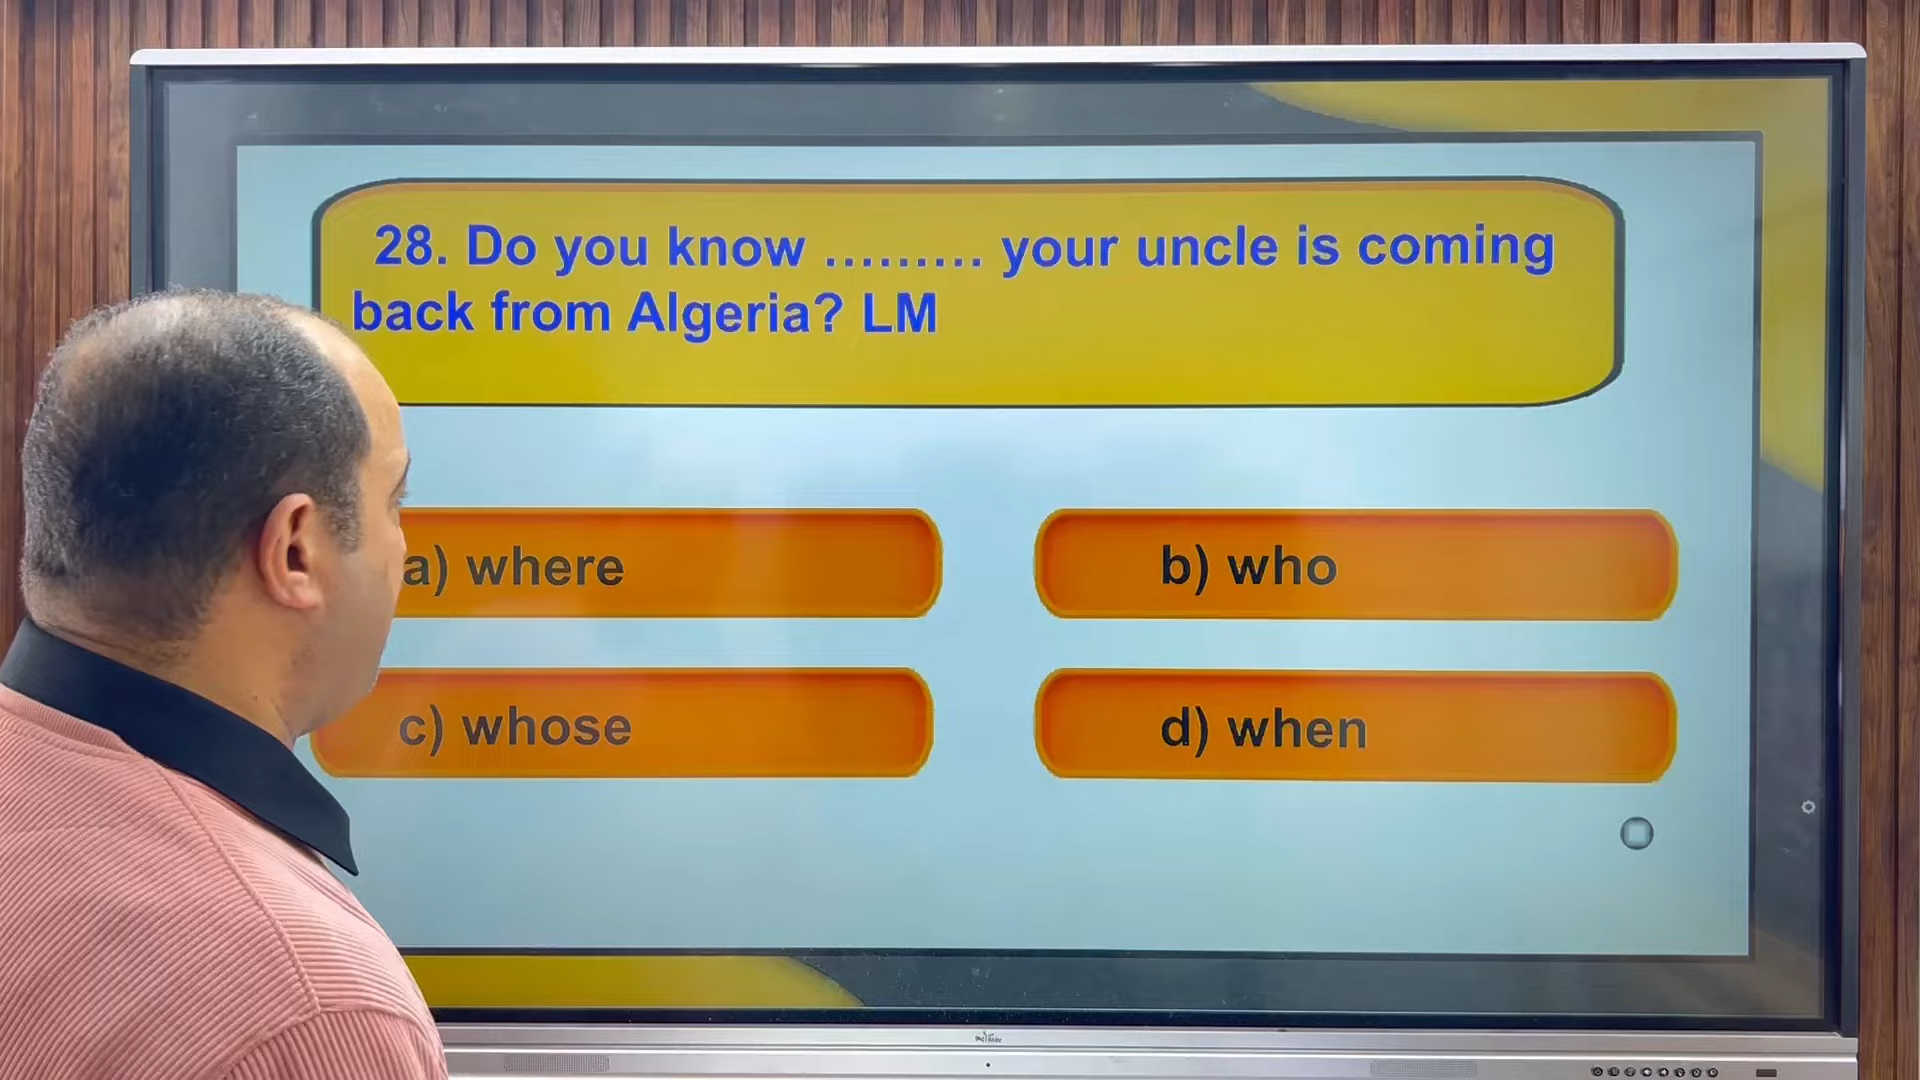 28. Do you know ......... your uncle is coming
back from Algeria? LM
a) where
b) who
c) whose
d) when